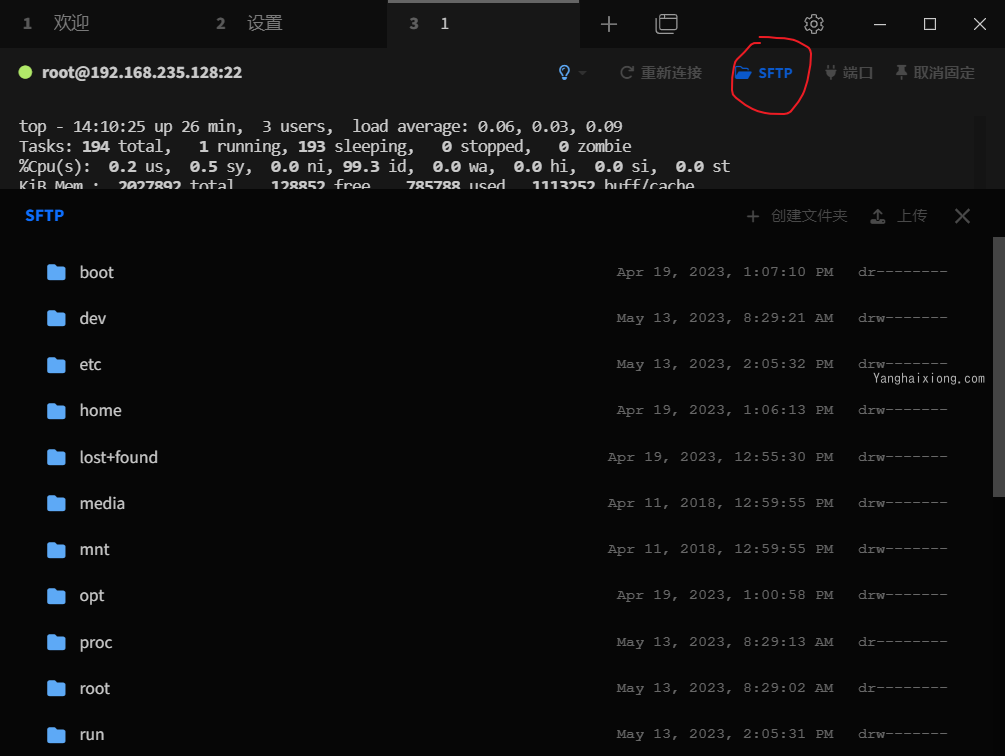 1 欢迎 2 设置 3 1
root@192.168.235.128:22 重新连接 SFTP 端口 取消固定
top - 14:10:25 up 26 min, 3 users, load average: 0.06, 0.03, 0.09
Tasks: 194 total, 1 running, 193 sleeping, 0 stopped, 0 zombie
%Cpu(s): 0.2 us, 0.5 sy, 0.0 ni, 99.3 id, 0.0 wa, 0.0 hi, 0.0 si, 0.0 st
KiB Mem : 2027892 total, 128852 free, 785788 used, 1113252 buff/cache
SFTP 创建文件夹 上传
boot Apr 19, 2023, 1:07:10 PM dr--------
dev May 13, 2023, 8:29:21 AM drw-------
etc May 13, 2023, 2:05:32 PM drw-------
Yanghaixiong.com
home Apr 19, 2023, 1:06:13 PM drw-------
lost+found Apr 19, 2023, 12:55:30 PM drw-------
media Apr 11, 2018, 12:59:55 PM drw-------
mnt Apr 11, 2018, 12:59:55 PM drw-------
opt Apr 19, 2023, 1:00:58 PM drw-------
proc May 13, 2023, 8:29:13 AM dr--------
root May 13, 2023, 8:29:02 AM dr--------
run May 13, 2023, 2:05:31 PM drw-------